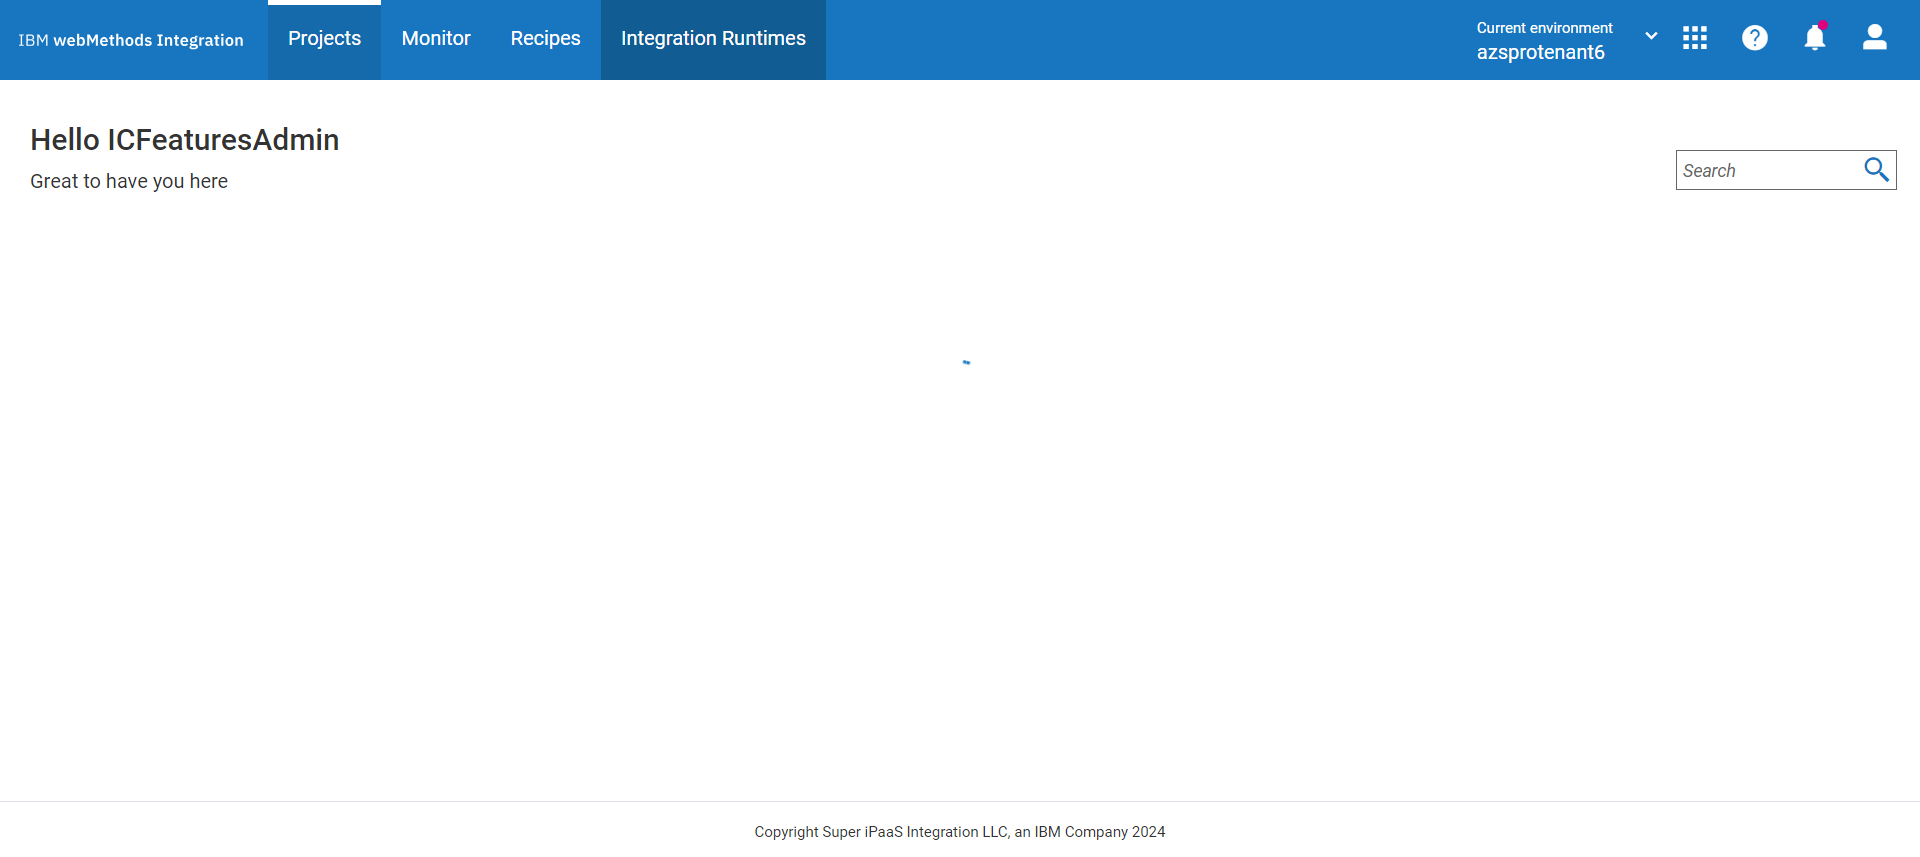 IBM webMethods Integration
Projects
Monitor
Recipes
Integration Runtimes
Current environment
azsprotenant6
?
Hello ICFeaturesAdmin
Great to have you here
Search
Copyright Super iPaaS Integration LLC, an IBM Company 2024